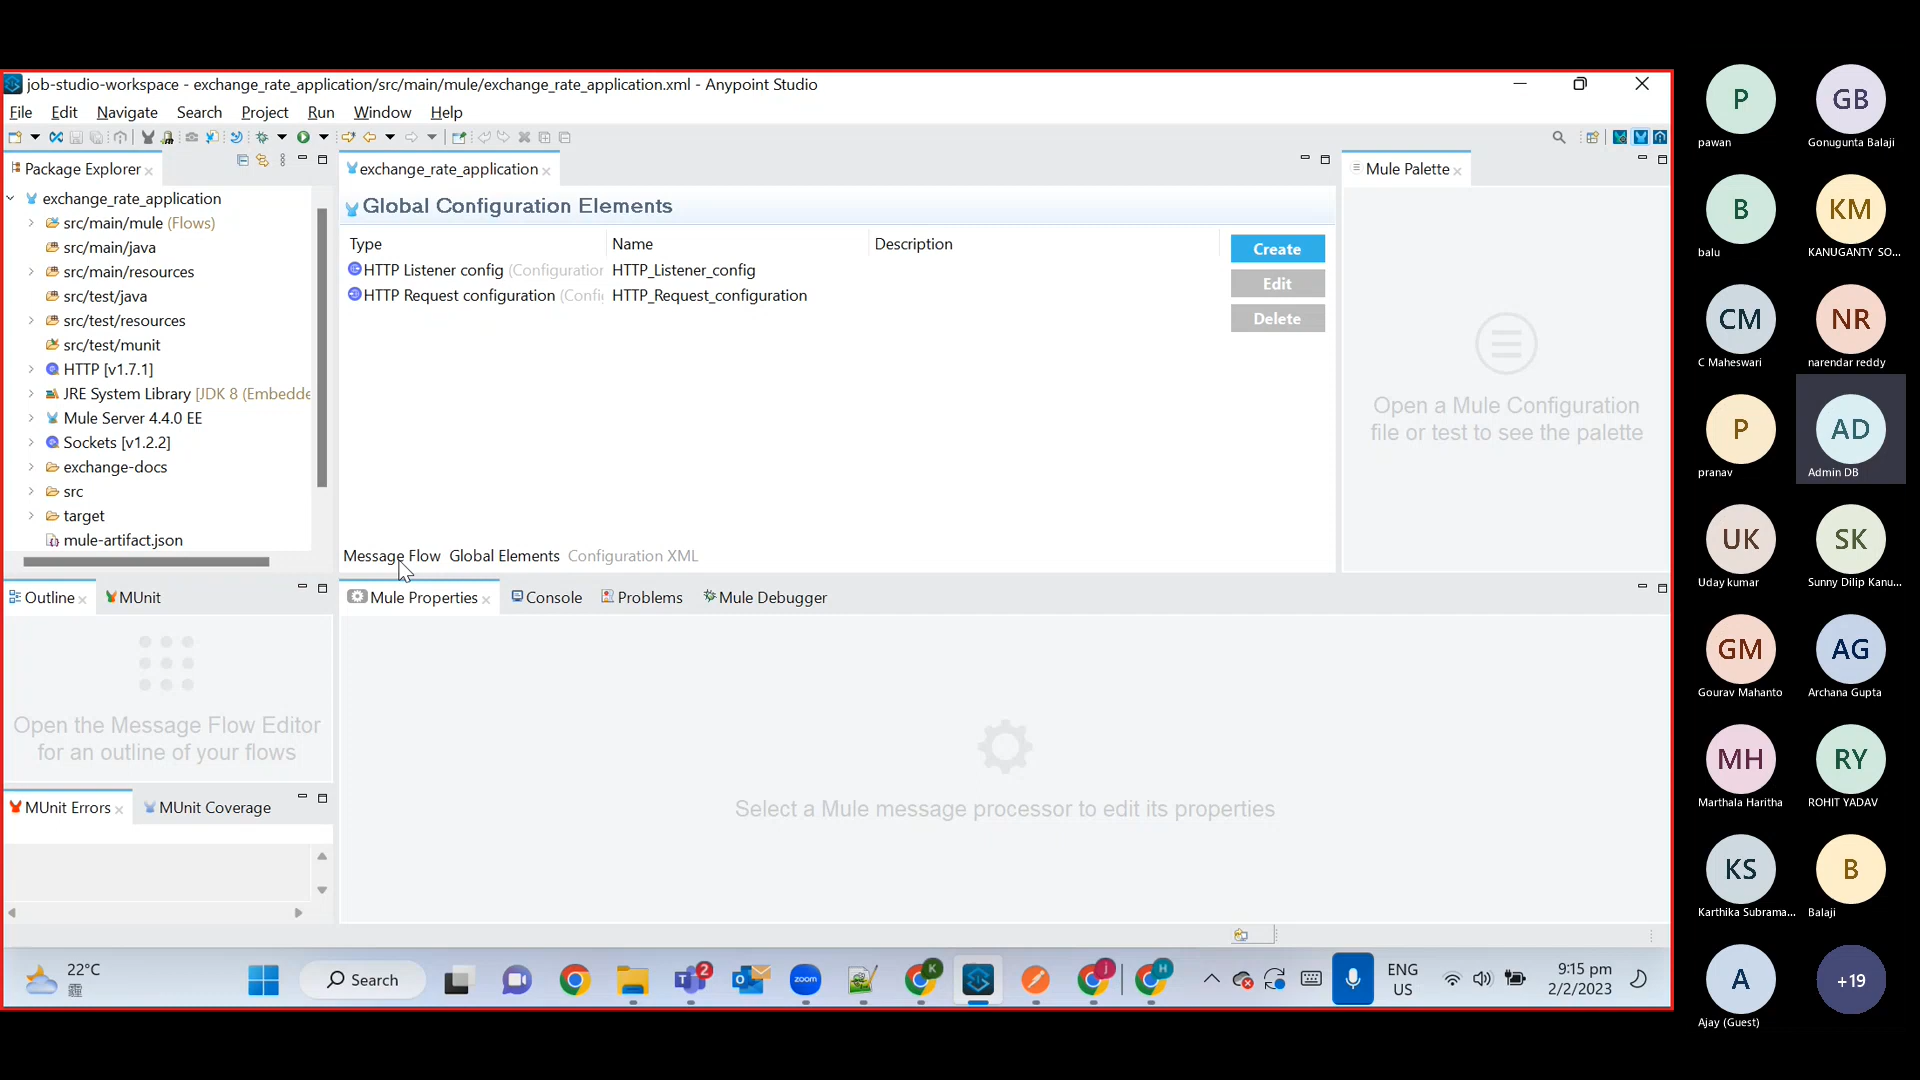 job-studio-workspace - exchange_rate_application/src/main/mule/exchange_rate_application.xml - Anypoint Studio
File Edit Navigate Search Project Run Window Help
Package Explorer
exchange_rate_application
src/main/mule (Flows)
src/main/java
src/main/resources
src/test/java
src/test/resources
src/test/munit
HTTP [v1.7.1]
JRE System Library [JDK 8 (Embedde
Mule Server 4.4.0 EE
Sockets [v1.2.2]
exchange-docs
src
target
mule-artifact.json
exchange_rate_application
Global Configuration Elements
Type Name Description
HTTP Listener config (Configuration HTTP_Listener_config
HTTP Request configuration (Confi HTTP_Request_configuration
Create
Edit
Delete
Message Flow Global Elements Configuration XML
Mule Palette
Open a Mule Configuration
file or test to see the palette
Outline MUnit
Open the Message Flow Editor
for an outline of your flows
MUnit Errors MUnit Coverage
Mule Properties Console Problems Mule Debugger
Select a Mule message processor to edit its properties
22°C
霾
Search
2
zoom
K
J
H
ENG
US
9:15 pm
2/2/2023
P GB
pawan Gonugunta Balaji
B KM
balu KANUGANTY SO...
CM NR
C Maheswari narendar reddy
P AD
pranav Admin DB
UK SK
Uday kumar Sunny Dilip Kanu...
GM AG
Gourav Mahanto Archana Gupta
MH RY
Marthala Haritha ROHIT YADAV
KS B
Karthika Subrama... Balaji
A +19
Ajay (Guest)